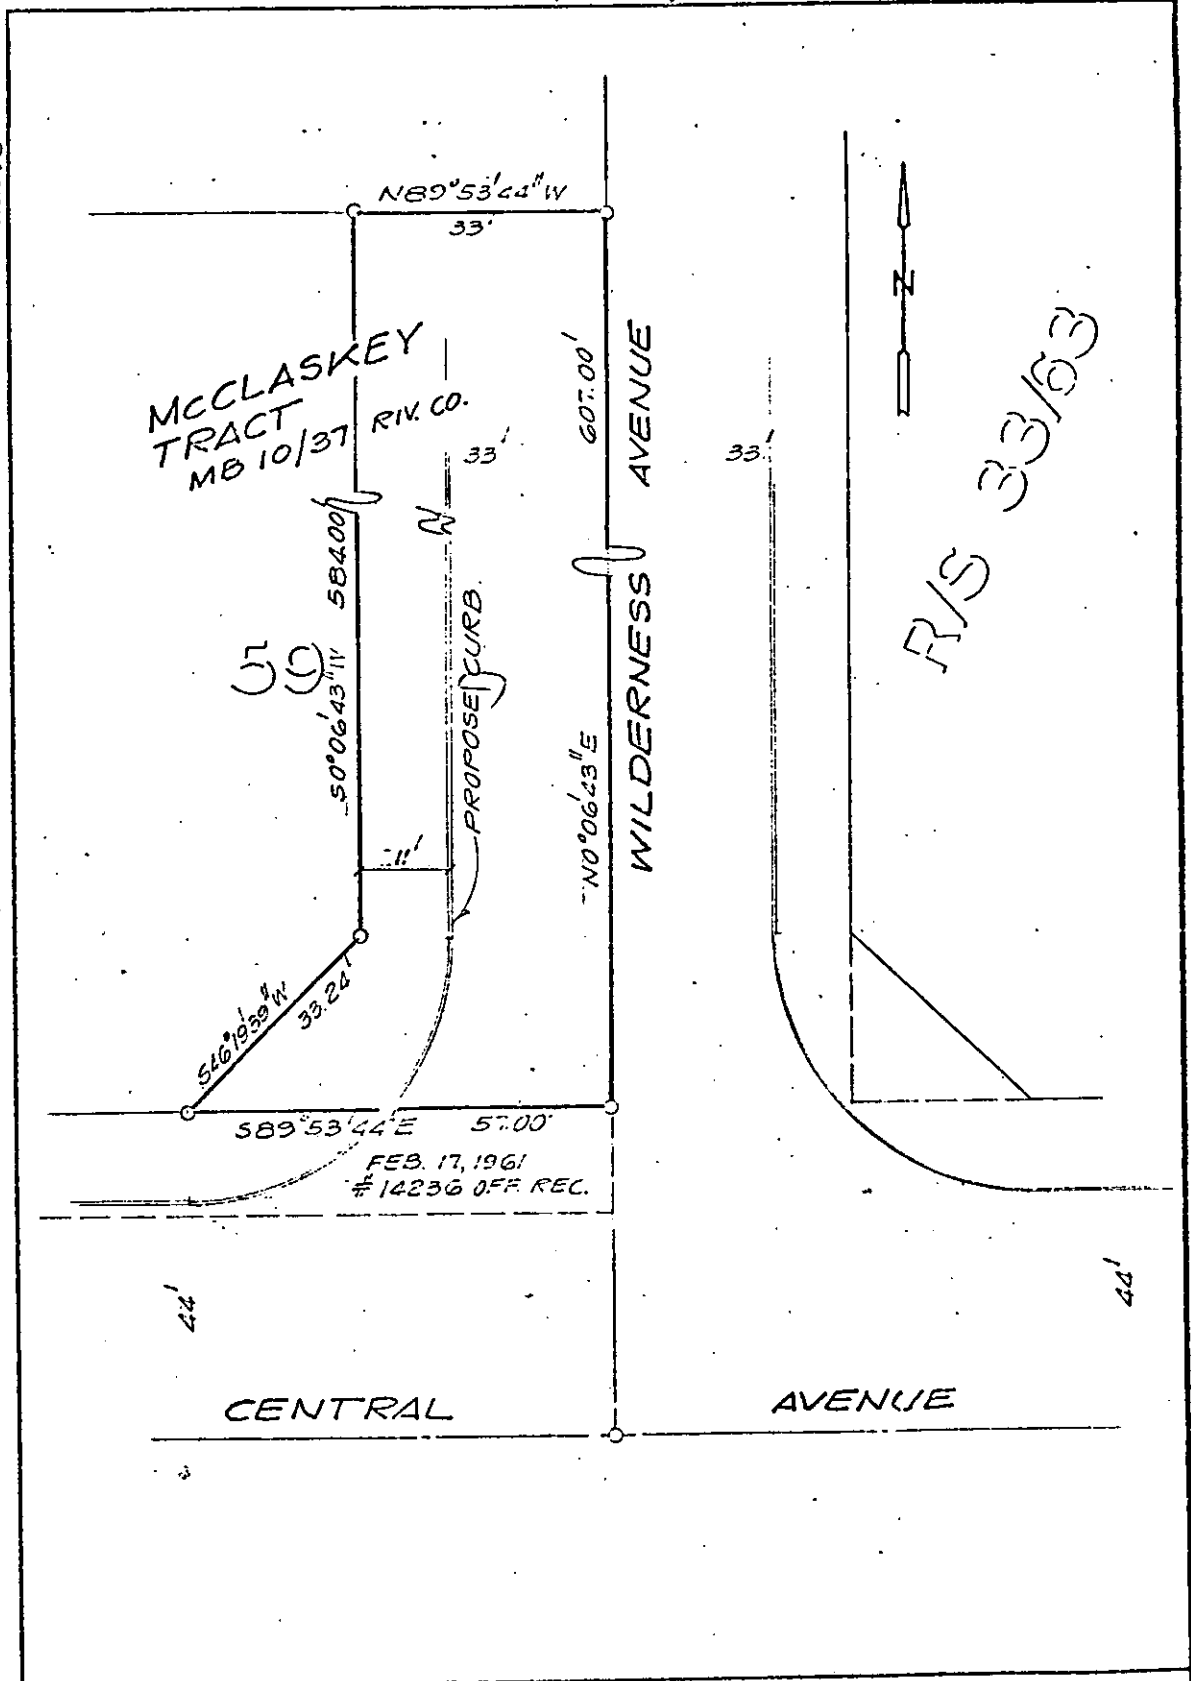 N89°53'44"W
33'
McCLASKEY
TRACT
MB 10/37 RIV. CO.
33'
607.00'
WILDERNESS AVENUE
33'
N
R/S 33/63
584.00
S0°06'43"W
59
PROPOSED CURB.
N0°06'43"E
11'
S46°19'39"W
33.24'
S89°53'44"E 57.00'
FEB. 17, 1961
#14236 OFF. REC.
44'
44'
CENTRAL AVENUE